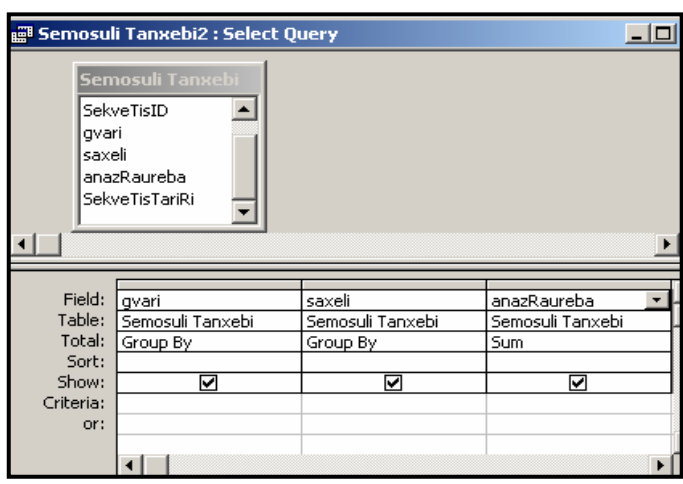 Semosuli Tanxebi2 : Select Query
Semosuli Tanxebi
SekveTisID
gvari
saxeli
anazRaureba
SekveTisTariRi
Field: gvari saxeli anazRaureba
Table: Semosuli Tanxebi Semosuli Tanxebi Semosuli Tanxebi
Total: Group By Group By Sum
Sort:
Show:
Criteria:
or: